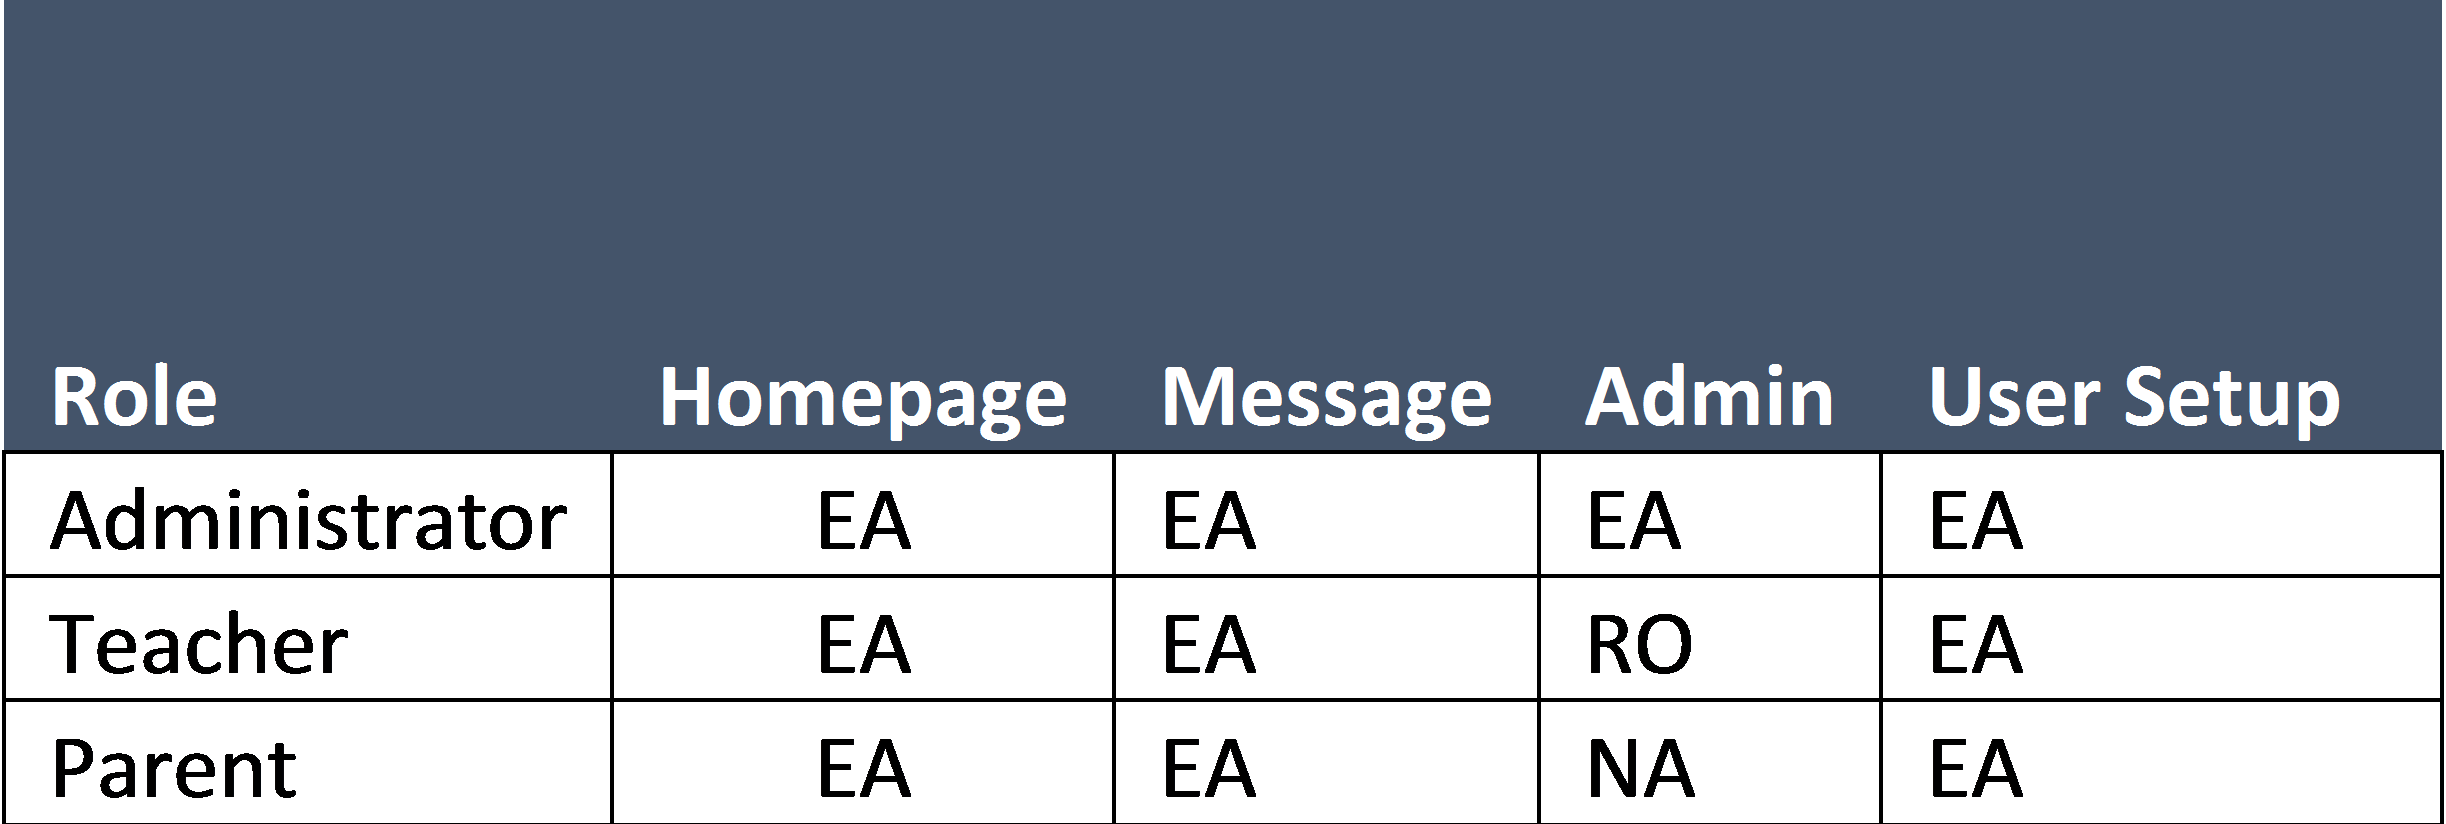 Role Homepage Message Admin User Setup
Administrator EA EA EA EA
Teacher EA EA RO EA
Parent EA EA NA EA